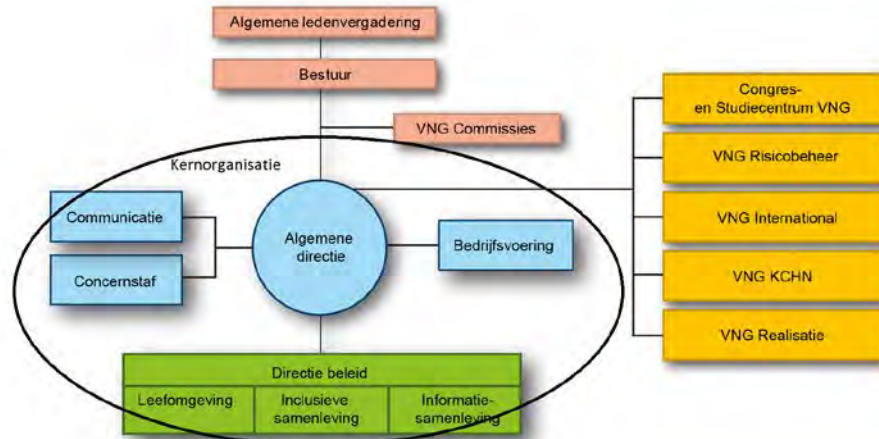 Algemene ledenvergadering
Bestuur
VNG Commissies
Kernorganisatie
Communicatie
Concernstaf
Algemene
directie
Bedrijfsvoering
Directie beleid
Leefomgeving
Inclusieve
samenleving
Informatie-
samenleving
Congres-
en Studiecentrum VNG
VNG Risicobeheer
VNG International
VNG KCHN
VNG Realisatie